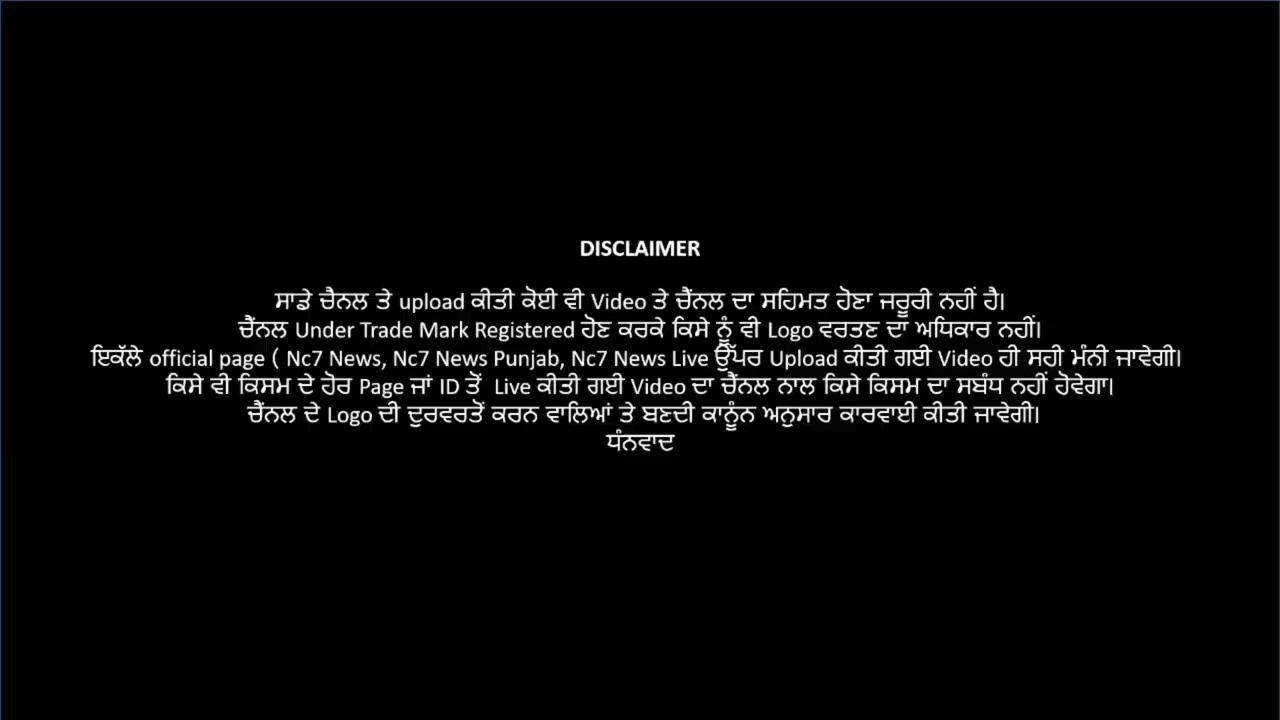 DISCLAIMER
ਸਾਡੇ ਚੈਨਲ ਤੇ upload ਕੀਤੀ ਕੋਈ ਵੀ Video ਤੇ ਚੈਂਨਲ ਦਾ ਸਹਿਮਤ ਹੋਣਾ ਜਰੂਰੀ ਨਹੀਂ ਹੈ।
ਚੈਂਨਲ Under Trade Mark Registered ਹੋਣ ਕਰਕੇ ਕਿਸੇ ਨੂੰ ਵੀ Logo ਵਰਤਣ ਦਾ ਅਧਿਕਾਰ ਨਹੀਂ।
ਇਕੱਲੇ official page ( Nc7 News, Nc7 News Punjab, Nc7 News Live ਉੱਪਰ Upload ਕੀਤੀ ਗਈ Video ਹੀ ਸਹੀ ਮੰਨੀ ਜਾਵੇਗੀ।
ਕਿਸੇ ਵੀ ਕਿਸਮ ਦੇ ਹੋਰ Page ਜਾਂ ID ਤੋਂ Live ਕੀਤੀ ਗਈ Video ਦਾ ਚੈਂਨਲ ਨਾਲ ਕਿਸੇ ਕਿਸਮ ਦਾ ਸਬੰਧ ਨਹੀਂ ਹੋਵੇਗਾ।
ਚੈਂਨਲ ਦੇ Logo ਦੀ ਦੁਰਵਰਤੋਂ ਕਰਨ ਵਾਲਿਆਂ ਤੇ ਬਣਦੀ ਕਾਨੂੰਨ ਅਨੁਸਾਰ ਕਾਰਵਾਈ ਕੀਤੀ ਜਾਵੇਗੀ।
ਧੰਨਵਾਦ